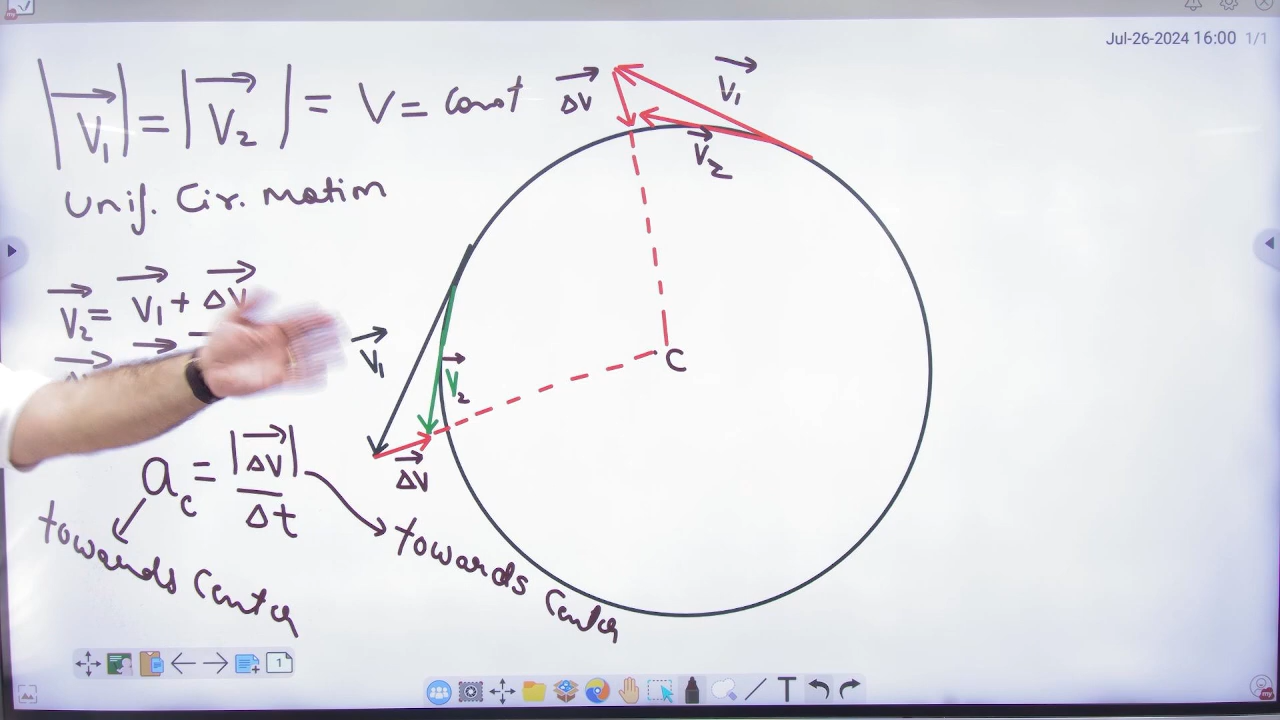 Jul-26-2024 16:00 1/1
|V₁| = |V₂| = V = Const
Unif. Cir. Motion
V₂ = V₁ + ΔV
a_c = |ΔV| / Δt
towards Center
towards Center
ΔV
V₁
V₂
C
V₁
V₂
ΔV
1
T